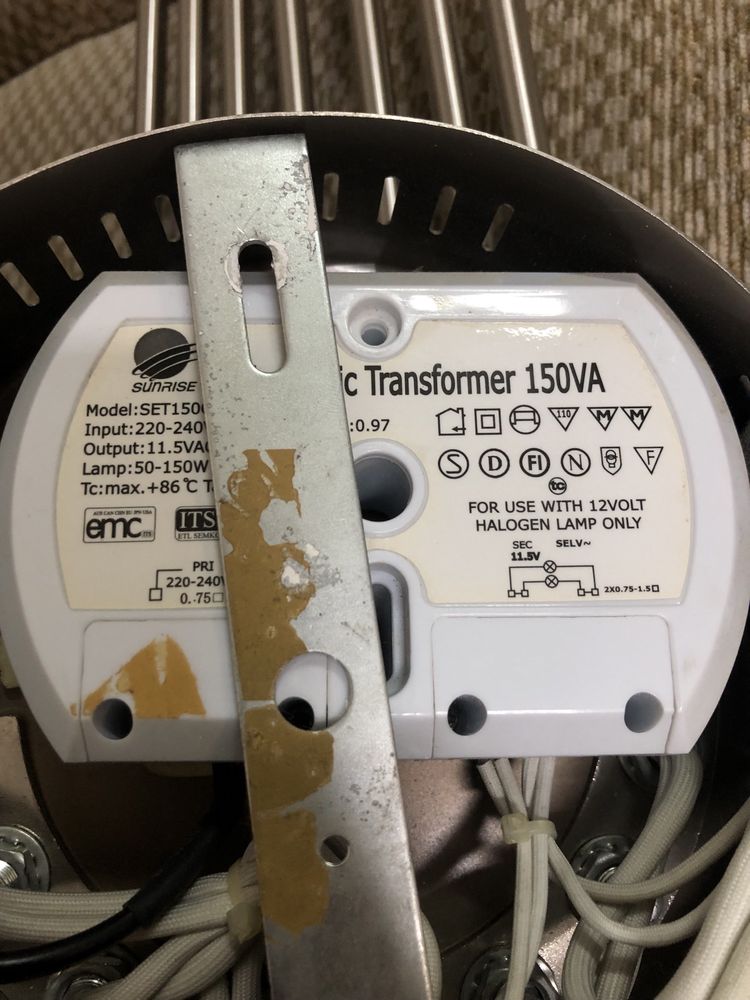 SUNRISE
ic Transformer 150VA
Model:SET150
Input:220-240V
:0.97
Output:11.5VAC
Lamp:50-150W
Tc:max.+86℃ T
110
M M
S D FI N F
tc
FOR USE WITH 12VOLT
HALOGEN LAMP ONLY
emc
ITS
ETL SEMKO
PRI
220-240V
0.75□
SEC SELV~
11.5V
2X0.75-1.5□